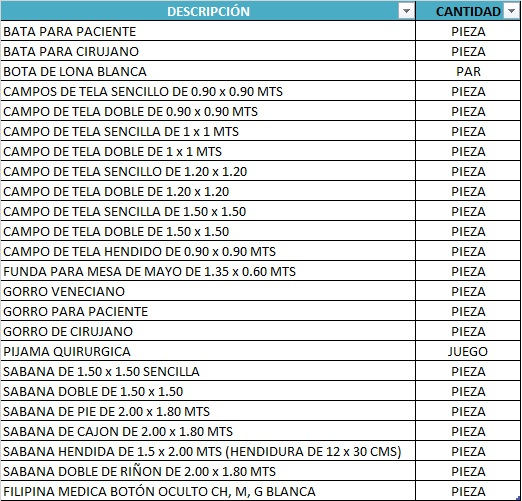 DESCRIPCIÓN CANTIDAD
BATA PARA PACIENTE PIEZA
BATA PARA CIRUJANO PIEZA
BOTA DE LONA BLANCA PAR
CAMPOS DE TELA SENCILLO DE 0.90 x 0.90 MTS PIEZA
CAMPO DE TELA DOBLE DE 0.90 x 0.90 MTS PIEZA
CAMPO DE TELA SENCILLA DE 1 x 1 MTS PIEZA
CAMPO DE TELA DOBLE DE 1 x 1 MTS PIEZA
CAMPO DE TELA SENCILLO DE 1.20 x 1.20 PIEZA
CAMPO DE TELA DOBLE DE 1.20 x 1.20 PIEZA
CAMPO DE TELA SENCILLA DE 1.50 x 1.50 PIEZA
CAMPO DE TELA DOBLE DE 1.50 x 1.50 PIEZA
CAMPO DE TELA HENDIDO DE 0.90 x 0.90 MTS PIEZA
FUNDA PARA MESA DE MAYO DE 1.35 x 0.60 MTS PIEZA
GORRO VENECIANO PIEZA
GORRO PARA PACIENTE PIEZA
GORRO DE CIRUJANO PIEZA
PIJAMA QUIRURGICA JUEGO
SABANA DE 1.50 x 1.50 SENCILLA PIEZA
SABANA DOBLE DE 1.50 x 1.50 PIEZA
SABANA DE PIE DE 2.00 x 1.80 MTS PIEZA
SABANA DE CAJON DE 2.00 x 1.80 MTS PIEZA
SABANA HENDIDA DE 1.5 x 2.00 MTS (HENDIDURA DE 12 x 30 CMS) PIEZA
SABANA DOBLE DE RIÑON DE 2.00 x 1.80 MTS PIEZA
FILIPINA MEDICA BOTÓN OCULTO CH, M, G BLANCA PIEZA